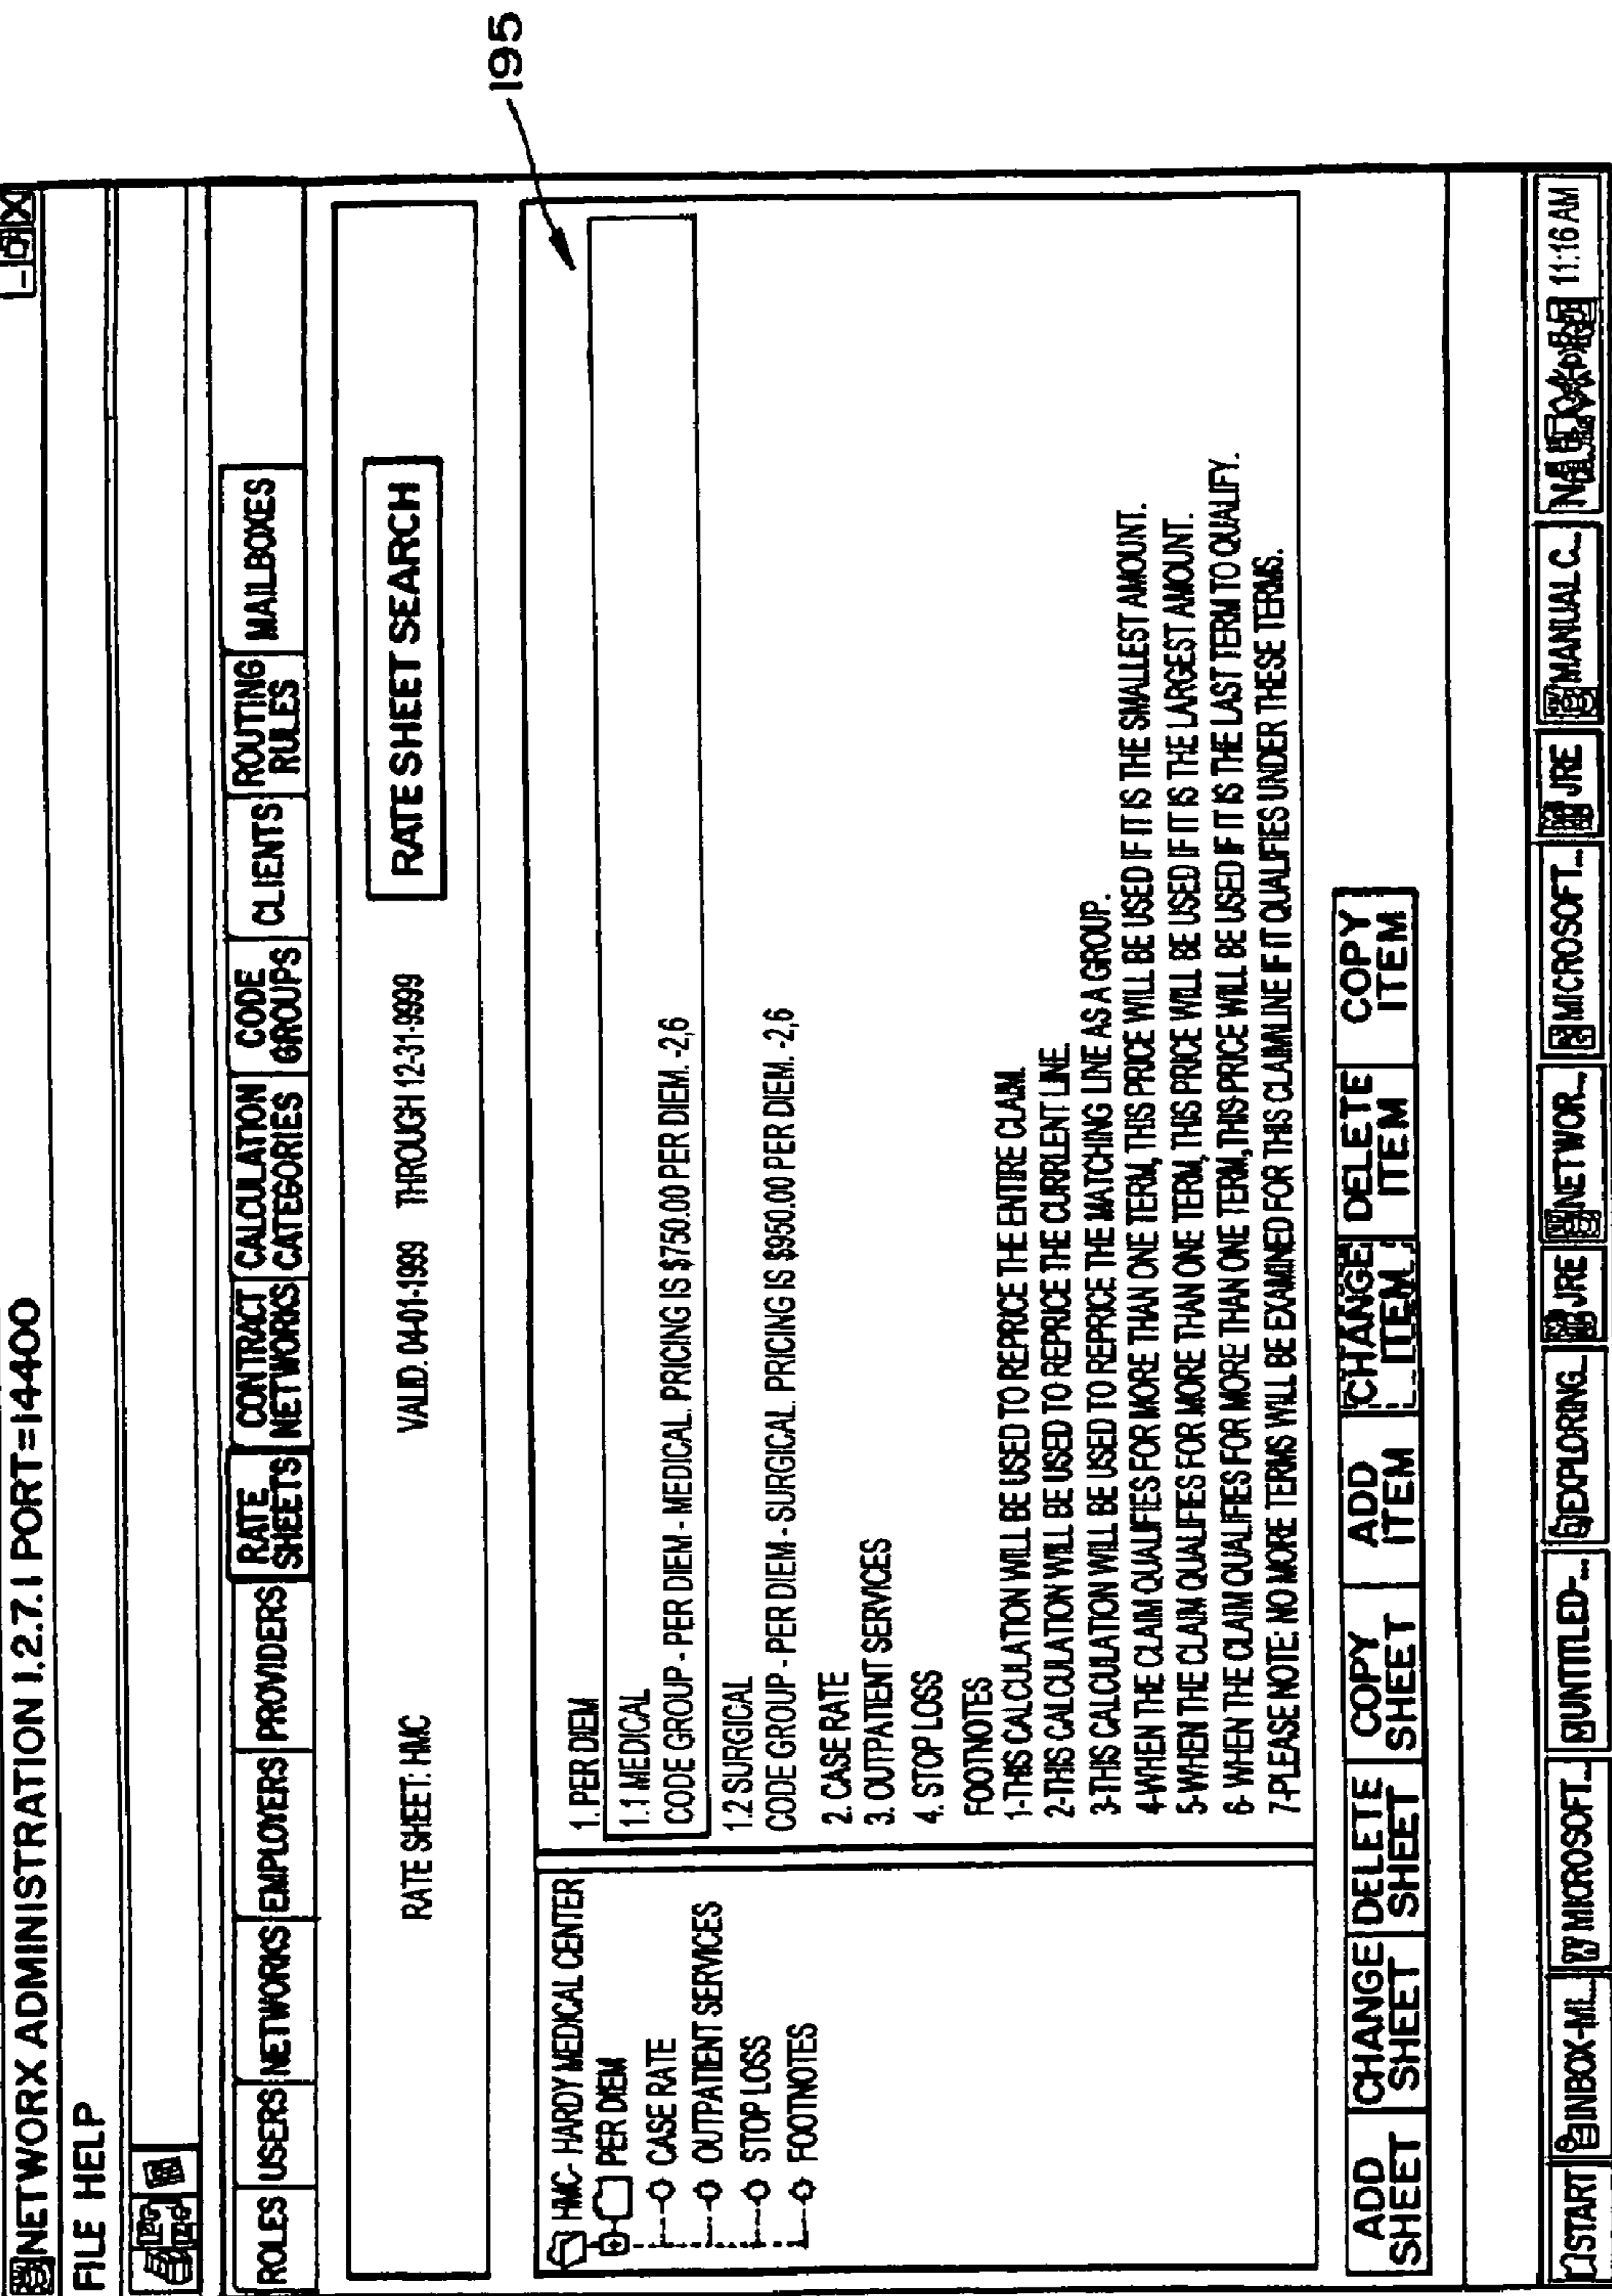 195
NETWORX ADMINISTRATION 1.2.7.1 PORT=14400
FILE HELP
ROLES
USERS
NETWORKS
EMPLOYERS
PROVIDERS
RATE
SHEETS
CONTRACT
NETWORKS
CALCULATION
CATEGORIES
CODE
GROUPS
CLIENTS
ROUTING
RULES
MAILBOXES
RATE SHEET: HMC
VALID. 04-01-1999 THROUGH 12-31-9999
RATE SHEET SEARCH
HMC- HARDY MEDICAL CENTER
PER DIEM
CASE RATE
OUTPATIENT SERVICES
STOP LOSS
FOOTNOTES
1. PER DIEM
1.1 MEDICAL
CODE GROUP - PER DIEM - MEDICAL. PRICING IS $750.00 PER DIEM. -2,6
1.2 SURGICAL
CODE GROUP - PER DIEM - SURGICAL. PRICING IS $950.00 PER DIEM. -2,6
2. CASE RATE
3. OUTPATIENT SERVICES
4. STOP LOSS
FOOTNOTES
1-THIS CALCULATION WILL BE USED TO REPRICE THE ENTIRE CLAIM.
2-THIS CALCULATION WILL BE USED TO REPRICE THE CURRLENT LINE.
3-THIS CALCULATION WILL BE USED TO REPRICE THE MATCHING LINE AS A GROUP.
4-WHEN THE CLAIM QUALIFIES FOR MORE THAN ONE TERM, THIS PRICE WILL BE USED IF IT IS THE SMALLEST AMOUNT.
5-WHEN THE CLAIM QUALIFIES FOR MORE THAN ONE TERM, THIS PRICE WILL BE USED IF IT IS THE LARGEST AMOUNT.
6- WHEN THE CLAIM QUALIFIES FOR MORE THAN ONE TERM, THIS PRICE WILL BE USED IF IT IS THE LAST TERM TO QUALIFY.
7-PLEASE NOTE: NO MORE TERMS WILL BE EXAMINED FOR THIS CLAIMLINE IF IT QUALIFIES UNDER THESE TERMS.
ADD
SHEET
CHANGE
SHEET
DELETE
SHEET
COPY
SHEET
ADD
ITEM
CHANGE
ITEM
DELETE
ITEM
COPY
ITEM
START
INBOX-MI...
W MICROSOFT...
UNTITLED-...
EXPLORING...
JRE
NETWOR...
MICROSOFT...
JRE
MANUAL C...
11:16 AM